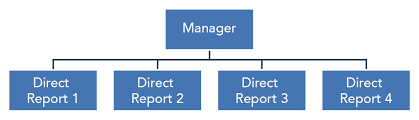 Manager
Direct
Report 1
Direct
Report 2
Direct
Report 3
Direct
Report 4